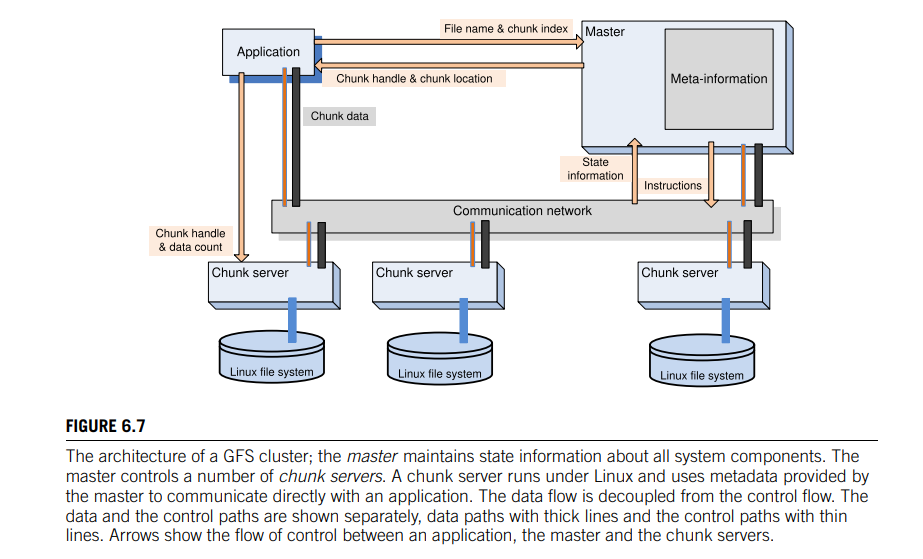 File name & chunk index
Master
Application
Chunk handle & chunk location
Meta-information
Chunk data
State
information
Instructions
Communication network
Chunk handle
& data count
Chunk server
Chunk server
Chunk server
Linux file system
Linux file system
Linux file system
FIGURE 6.7
The architecture of a GFS cluster; the master maintains state information about all system components. The
master controls a number of chunk servers. A chunk server runs under Linux and uses metadata provided by
the master to communicate directly with an application. The data flow is decoupled from the control flow. The
data and the control paths are shown separately, data paths with thick lines and the control paths with thin
lines. Arrows show the flow of control between an application, the master and the chunk servers.